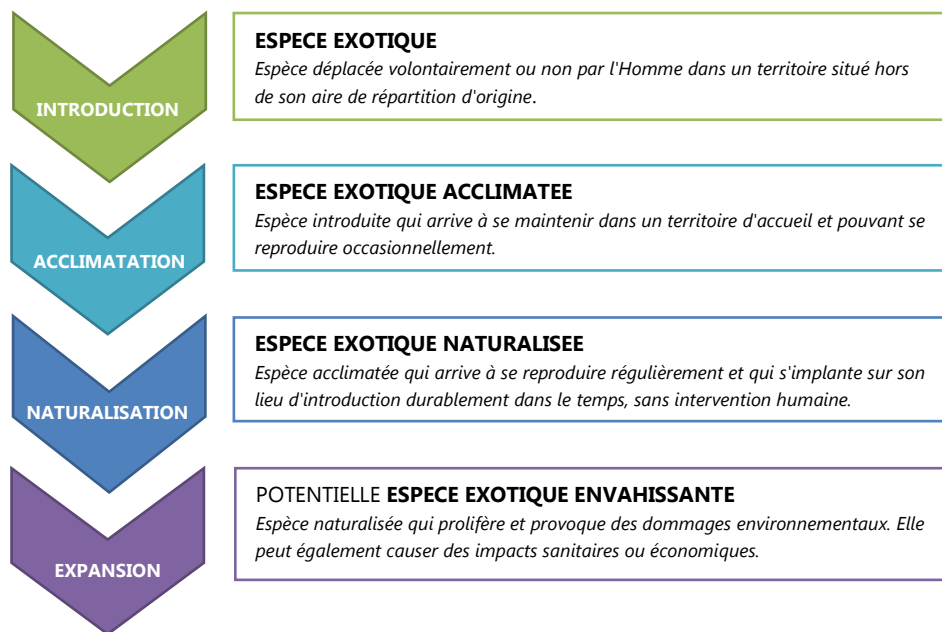 INTRODUCTION
ESPECE EXOTIQUE
Espèce déplacée volontairement ou non par l'Homme dans un territoire situé hors
de son aire de répartition d'origine.
ACCLIMATATION
ESPECE EXOTIQUE ACCLIMATEE
Espèce introduite qui arrive à se maintenir dans un territoire d'accueil et pouvant se
reproduire occasionnellement.
NATURALISATION
ESPECE EXOTIQUE NATURALISEE
Espèce acclimatée qui arrive à se reproduire régulièrement et qui s'implante sur son
lieu d'introduction durablement dans le temps, sans intervention humaine.
EXPANSION
POTENTIELLE ESPECE EXOTIQUE ENVAHISSANTE
Espèce naturalisée qui prolifère et provoque des dommages environnementaux. Elle
peut également causer des impacts sanitaires ou économiques.